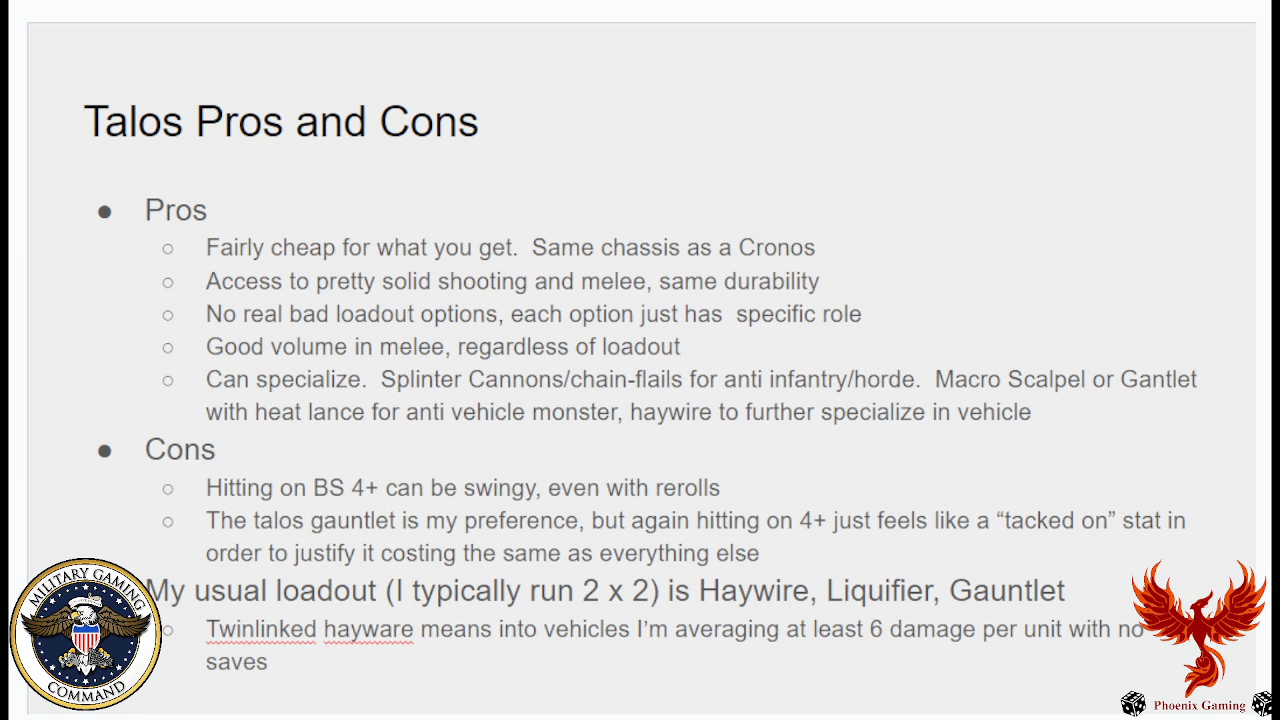 Talos Pros and Cons
● Pros
○ Fairly cheap for what you get.  Same chassis as a Cronos
○ Access to pretty solid shooting and melee, same durability
○ No real bad loadout options, each option just has  specific role
○ Good volume in melee, regardless of loadout
○ Can specialize.  Splinter Cannons/chain-flails for anti infantry/horde.  Macro Scalpel or Gantlet
with heat lance for anti vehicle monster, haywire to further specialize in vehicle
● Cons
○ Hitting on BS 4+ can be swingy, even with rerolls
○ The talos gauntlet is my preference, but again hitting on 4+ just feels like a “tacked on” stat in
order to justify it costing the same as everything else
My usual loadout (I typically run 2 x 2) is Haywire, Liquifier, Gauntlet
○ Twinlinked hayware means into vehicles I’m averaging at least 6 damage per unit with no
saves
MILITARY GAMING
COMMAND
Phoenix Gaming